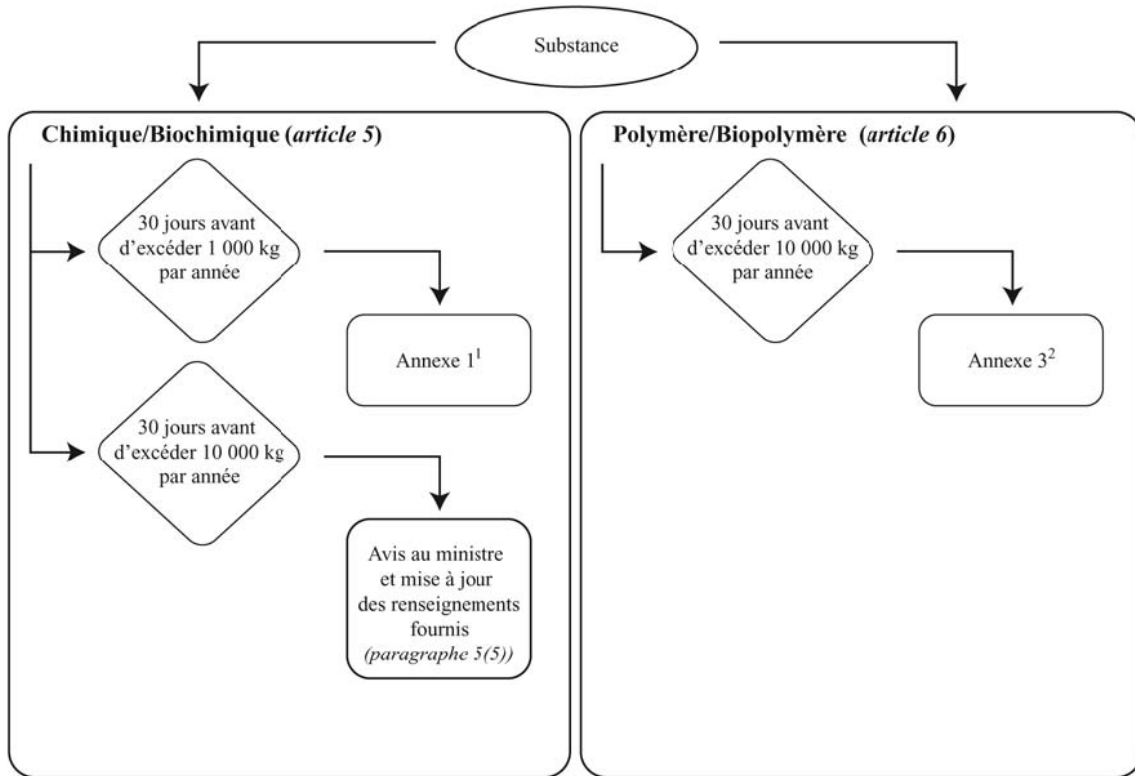 Substance
Chimique/Biochimique (article 5)
30 jours avant
d'excéder 1 000 kg
par année
Annexe 1¹
30 jours avant
d'excéder 10 000 kg
par année
Avis au ministre
et mise à jour
des renseignements
fournis
(paragraphe 5(5))
Polymère/Biopolymère (article 6)
30 jours avant
d'excéder 10 000 kg
par année
Annexe 3²